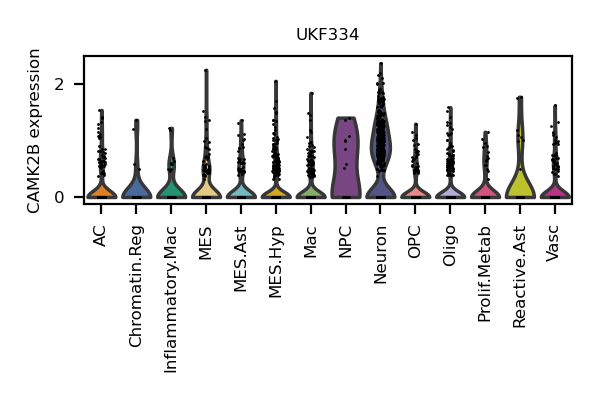 UKF334
CAMK2B expression
2
0
AC
Chromatin.Reg
Inflammatory.Mac
MES
MES.Ast
MES.Hyp
Mac
NPC
Neuron
OPC
Oligo
Prolif.Metab
Reactive.Ast
Vasc